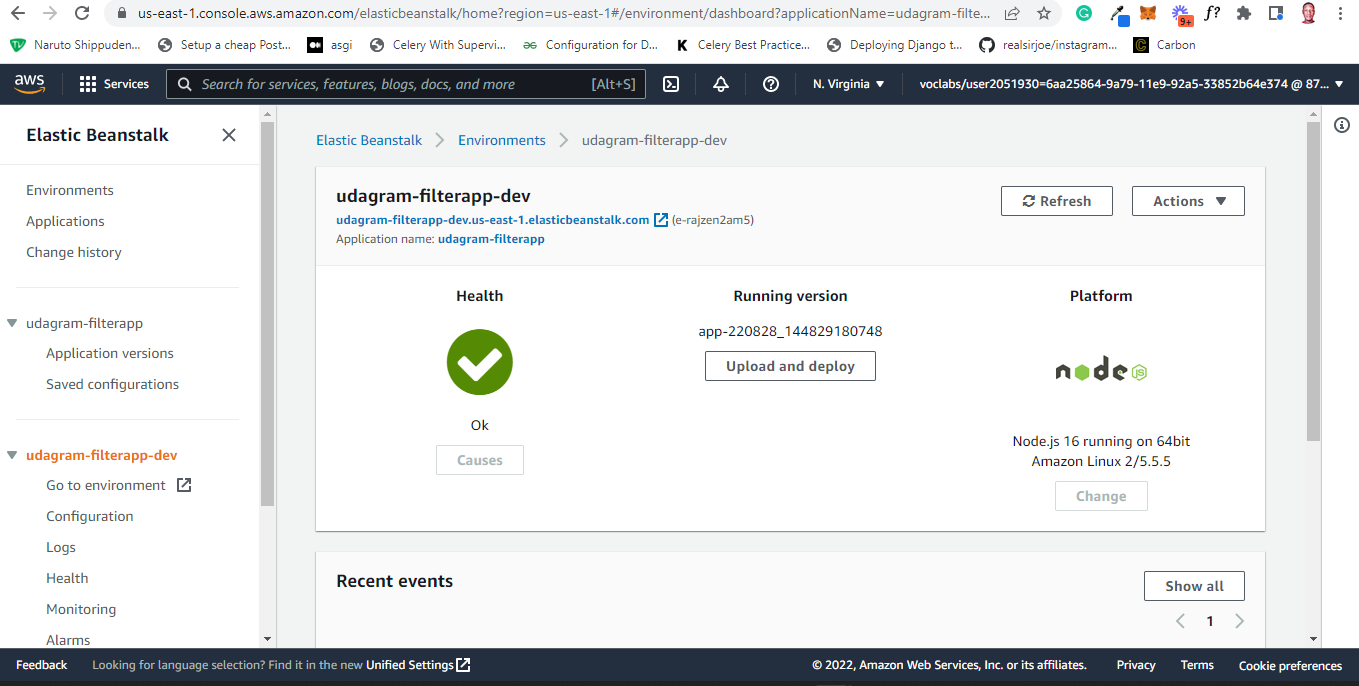 us-east-1.console.aws.amazon.com/elasticbeanstalk/home?region=us-east-1#/environment/dashboard?applicationName=udagram-filte...
9+
f?
Naruto Shippuden...
Setup a cheap Post...
asgi
Celery With Supervi...
Configuration for D...
K
Celery Best Practice...
Deploying Django t...
realsirjoe/instagram...
Carbon
aws
Services
Search for services, features, blogs, docs, and more
[Alt+S]
N. Virginia
voclabs/user2051930=6aa25864-9a79-11e9-92a5-33852b64e374 @ 87...
Elastic Beanstalk
Environments
Applications
Change history
udagram-filterapp
Application versions
Saved configurations
udagram-filterapp-dev
Go to environment
Configuration
Logs
Health
Monitoring
Alarms
Elastic Beanstalk
Environments
udagram-filterapp-dev
udagram-filterapp-dev
udagram-filterapp-dev.us-east-1.elasticbeanstalk.com (e-rajzen2am5)
Application name: udagram-filterapp
Refresh
Actions
Health
Ok
Causes
Running version
app-220828_144829180748
Upload and deploy
Platform
node
JS
Node.js 16 running on 64bit
Amazon Linux 2/5.5.5
Change
Recent events
Show all
1
Feedback
Looking for language selection? Find it in the new Unified Settings
© 2022, Amazon Web Services, Inc. or its affiliates.
Privacy
Terms
Cookie preferences